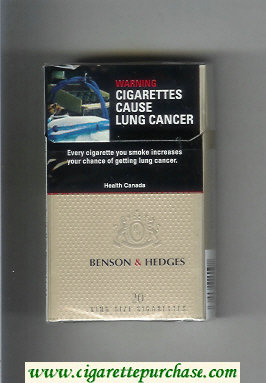 WARNING
CIGARETTES
CAUSE
LUNG CANCER
Every cigarette you smoke increases
your chance of getting lung cancer.
Health Canada
BENSON & HEDGES
20
KING SIZE CIGARETTES
www.cigarettepurchase.com